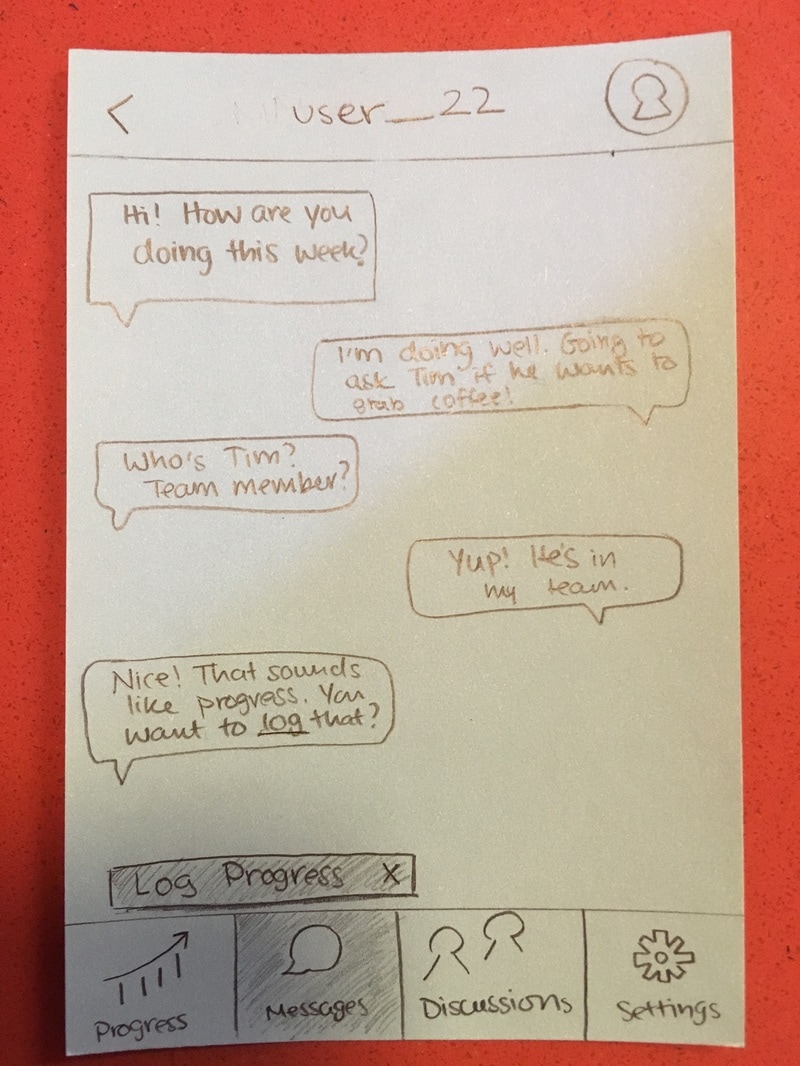 <
user_22
Hi! How are you
doing this week?
I'm doing well. Going to
ask Tim if he wants to
grab coffee!
Who's Tim?
Team member?
Yup! He's in
my team.
Nice! That sounds
like progress. You
want to log that?
Log Progress X
Progress
Messages
Discussions
Settings